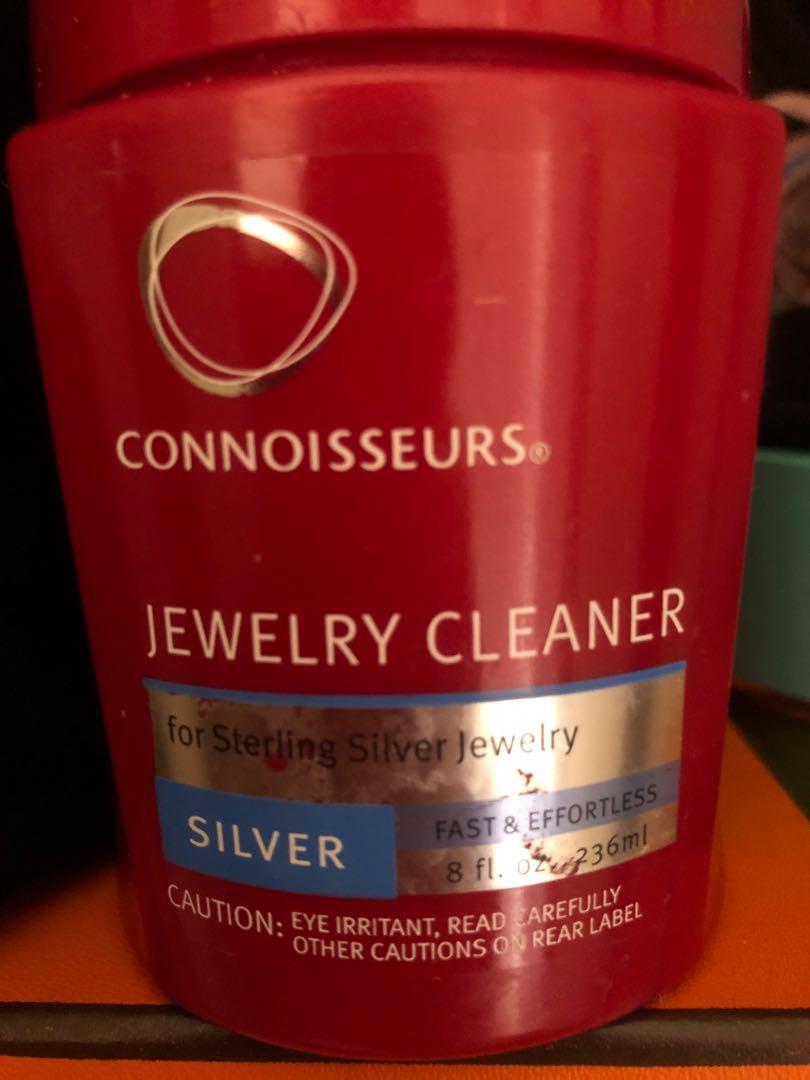 CONNOISSEURS®
JEWELRY CLEANER
for Sterling Silver Jewelry
SILVER
FAST & EFFORTLESS
8 fl. oz. 236ml
CAUTION: EYE IRRITANT, READ CAREFULLY
OTHER CAUTIONS ON REAR LABEL